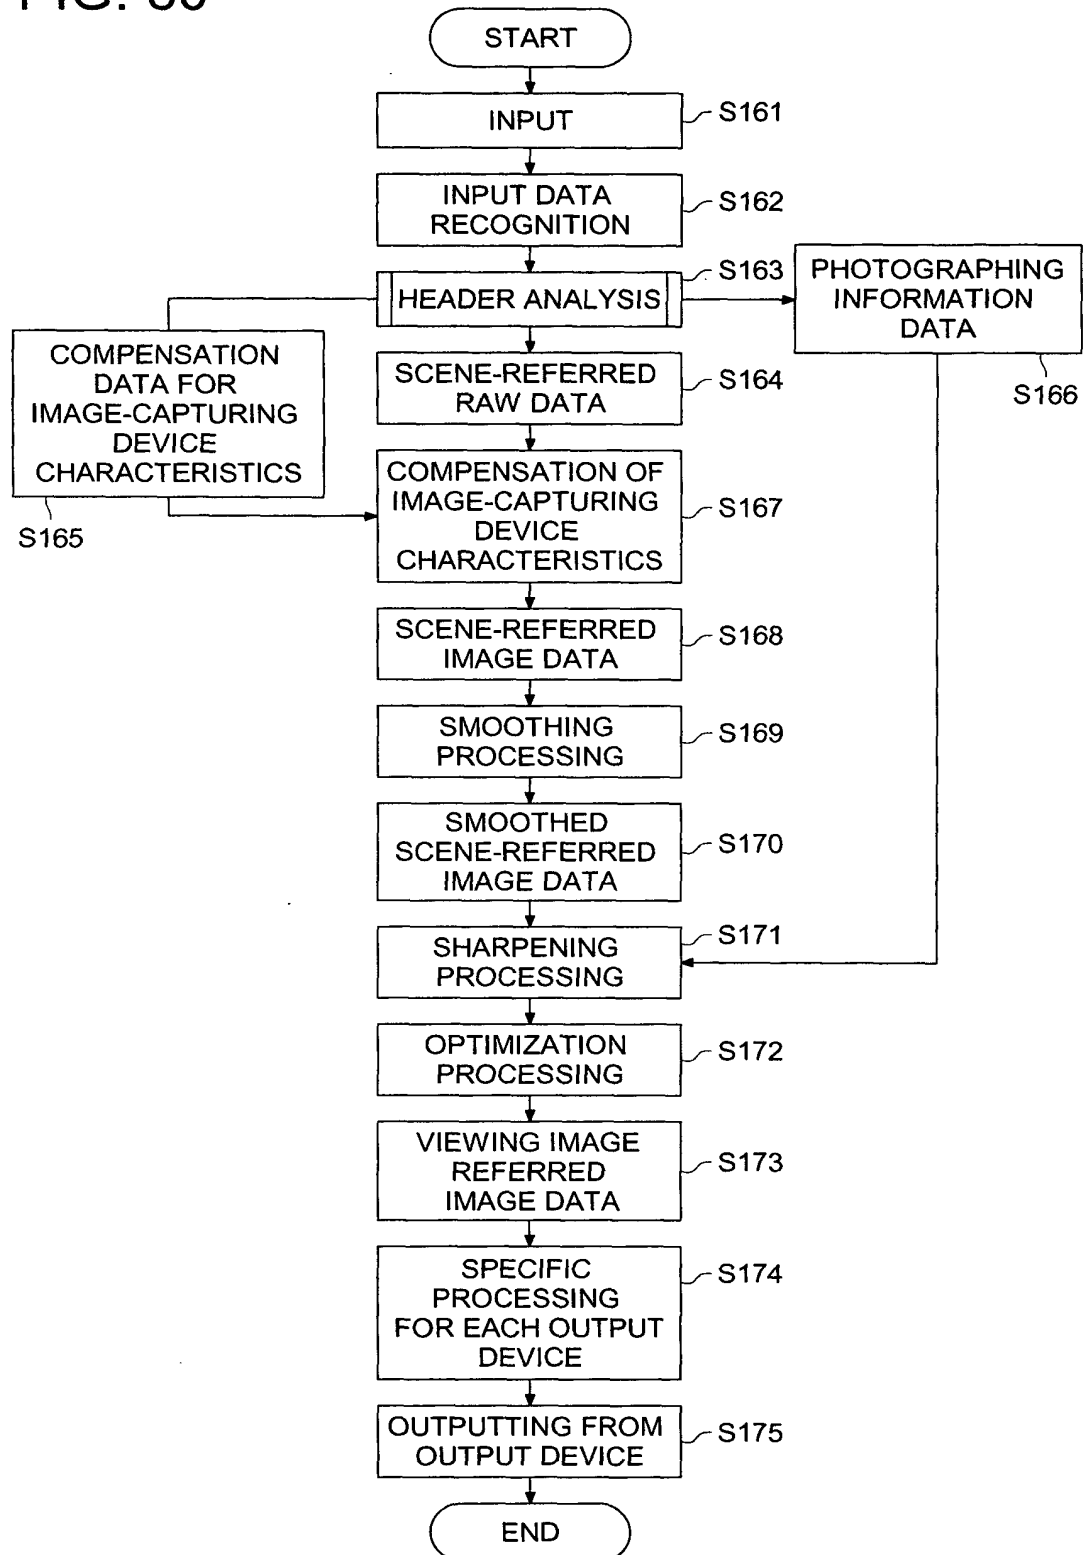 START
INPUT
S161
INPUT DATA
RECOGNITION
S162
HEADER ANALYSIS
S163
PHOTOGRAPHING
INFORMATION
DATA
S166
COMPENSATION
DATA FOR
IMAGE-CAPTURING
DEVICE
CHARACTERISTICS
S165
SCENE-REFERRED
RAW DATA
S164
COMPENSATION OF
IMAGE-CAPTURING
DEVICE
CHARACTERISTICS
S167
SCENE-REFERRED
IMAGE DATA
S168
SMOOTHING
PROCESSING
S169
SMOOTHED
SCENE-REFERRED
IMAGE DATA
S170
SHARPENING
PROCESSING
S171
OPTIMIZATION
PROCESSING
S172
VIEWING IMAGE
REFERRED
IMAGE DATA
S173
SPECIFIC
PROCESSING
FOR EACH OUTPUT
DEVICE
S174
OUTPUTTING FROM
OUTPUT DEVICE
S175
END